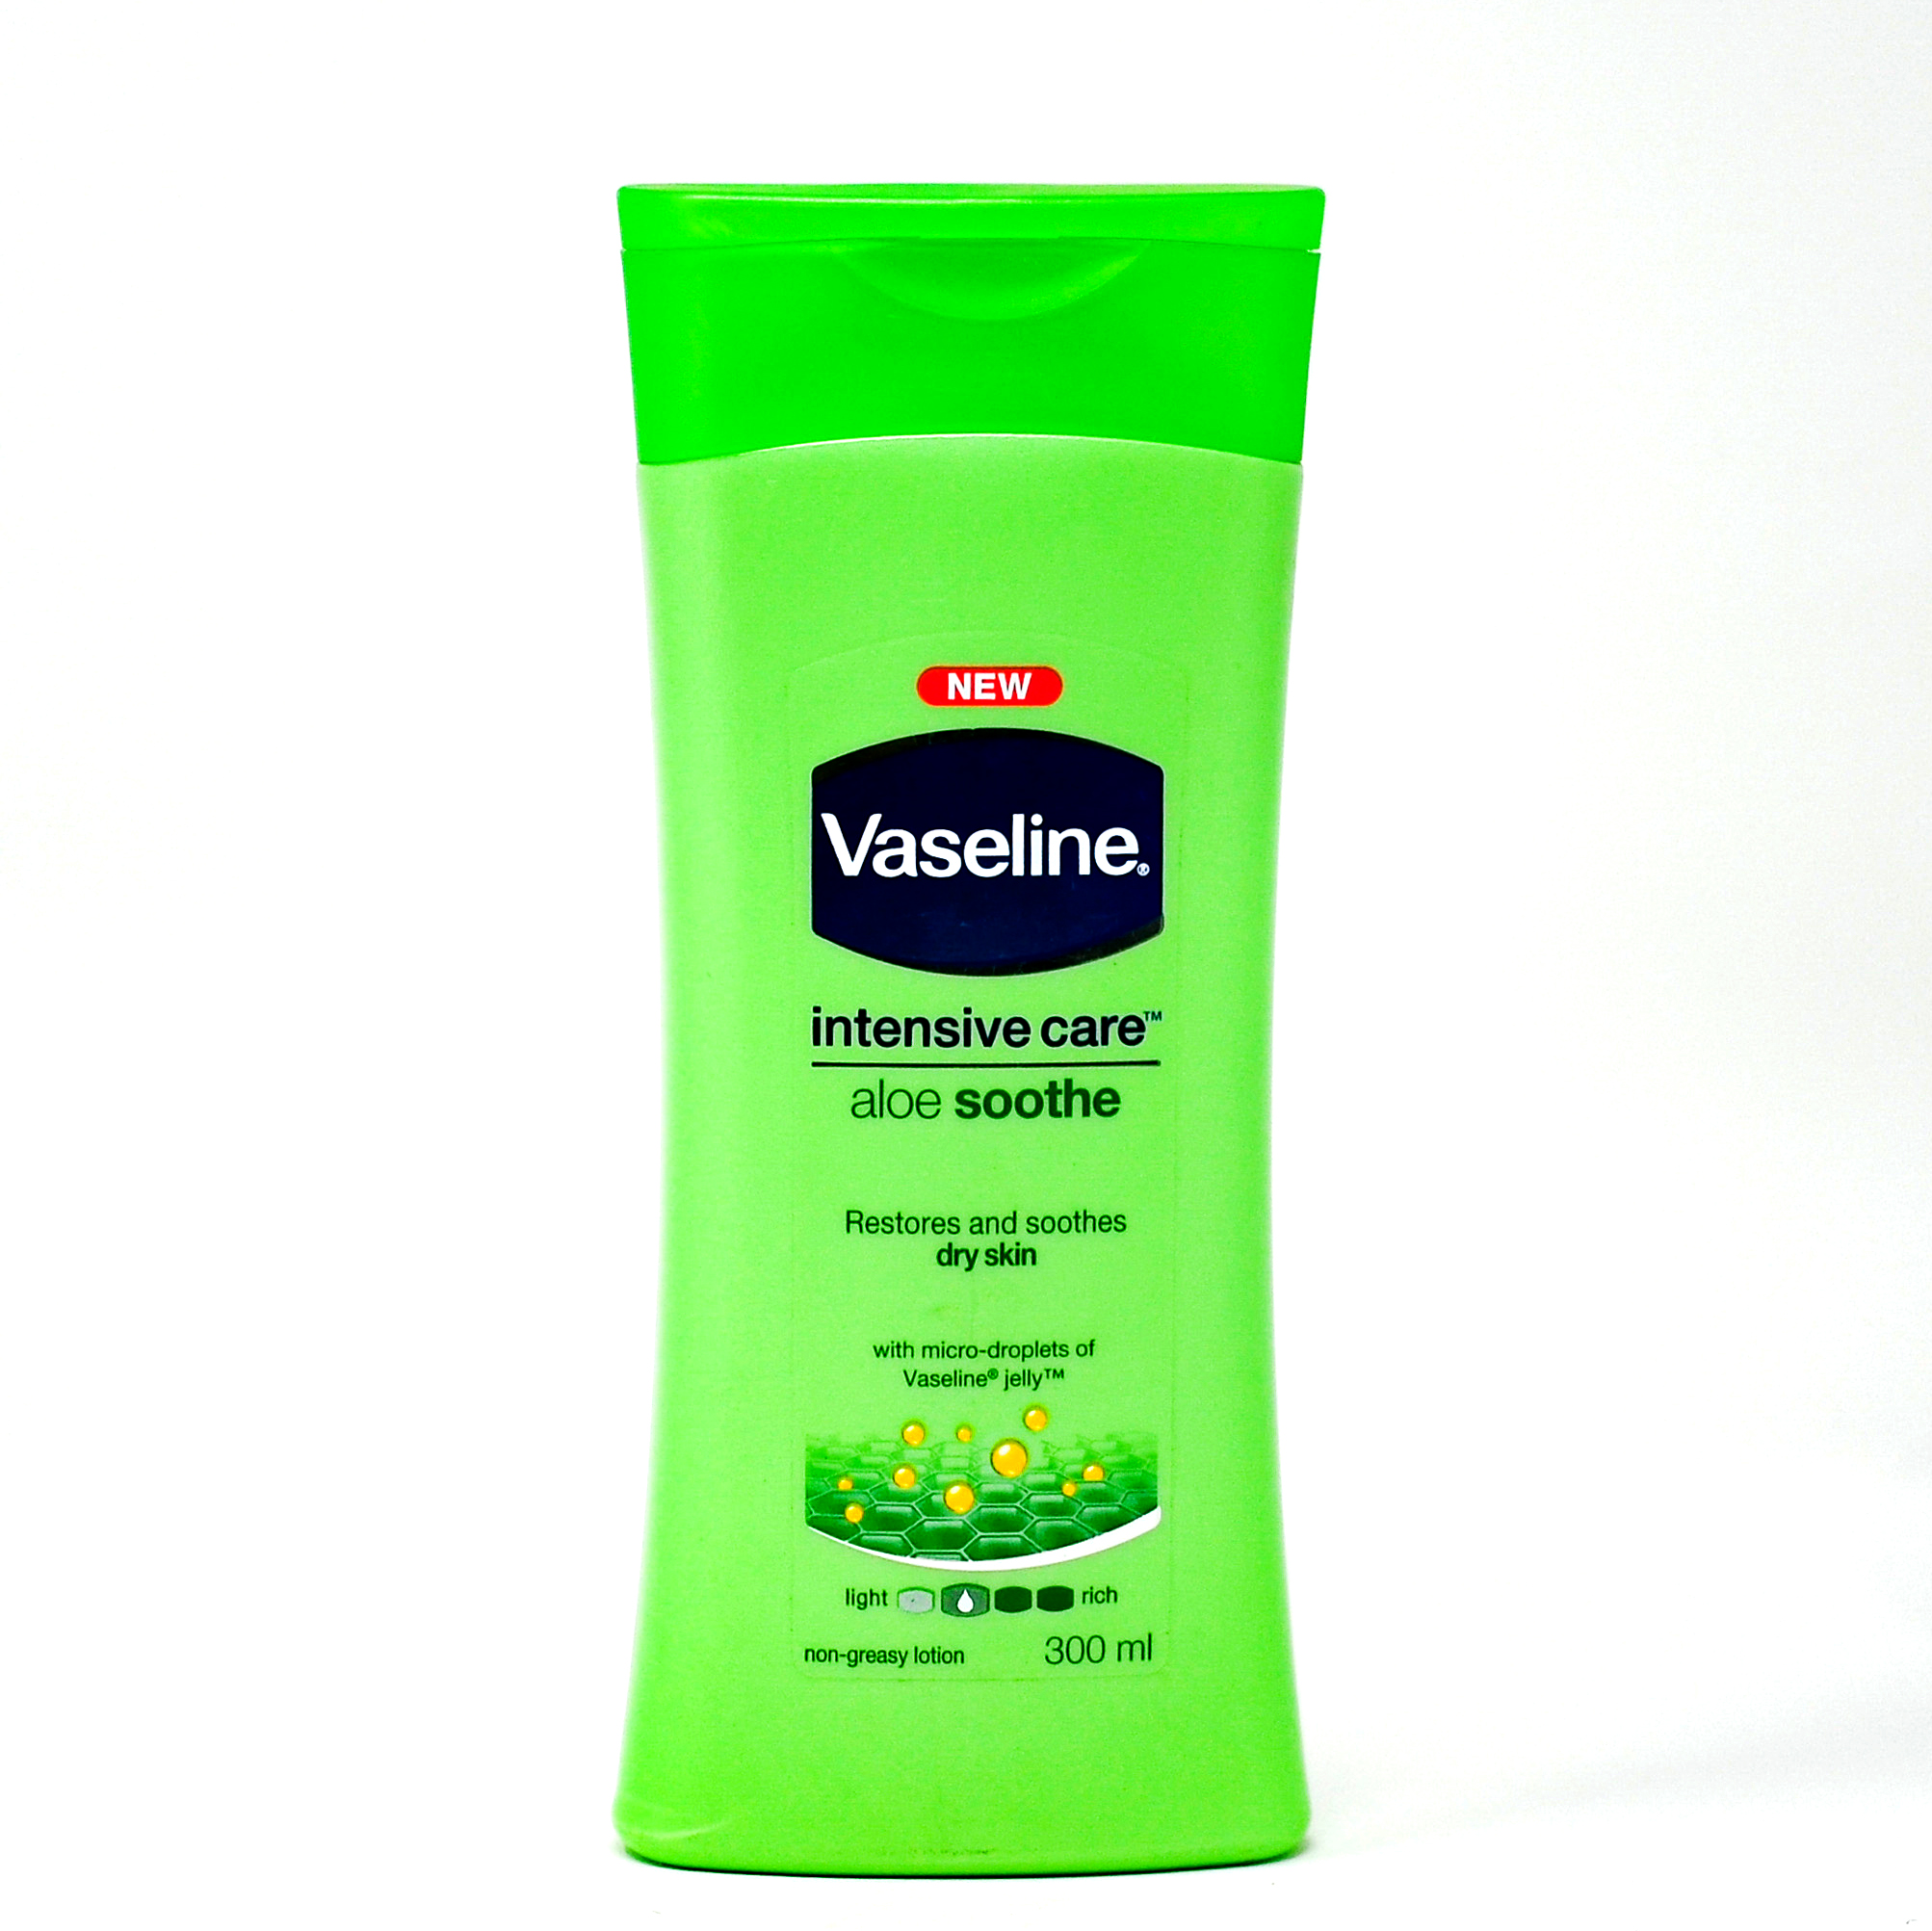 NEW
Vaseline®
intensive care™
aloe soothe
Restores and soothes
dry skin
with micro-droplets of
Vaseline® jelly™
light rich
non-greasy lotion 300 ml